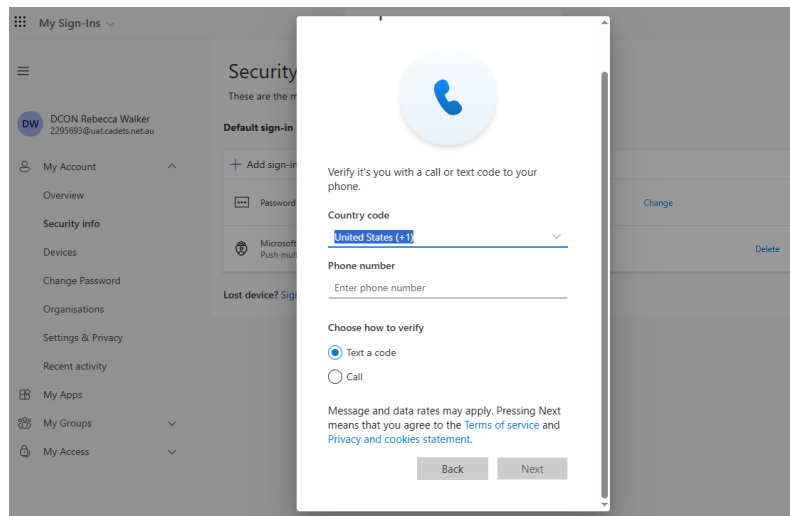 My Sign-Ins
DW
DCON Rebecca Walker
2295693@uat.cadets.net.au
My Account
Overview
Security info
Devices
Change Password
Organisations
Settings & Privacy
Recent activity
My Apps
My Groups
My Access
Security
These are the
Default sign-in
Add sign-in
Password
Change
Microsoft
Push
Delete
Lost device?
Verify it's you with a call or text code to your
phone.
Country code
United States (+1)
Phone number
Enter phone number
Choose how to verify
Text a code
Call
Message and data rates may apply. Pressing Next
means that you agree to the Terms of service and
Privacy and cookies statement.
Back
Next